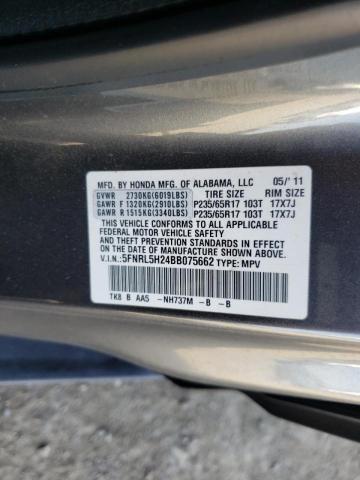 MFD. BY HONDA MFG. OF ALABAMA, LLC 05/'11
GVWR 2730KG(6019LBS) TIRE SIZE RIM SIZE
GAWR F 1320KG(2910LBS) P235/65R17 103T 17X7J
GAWR R 1515KG(3340LBS) P235/65R17 103T 17X7J
THIS VEHICLE CONFORMS TO ALL APPLICABLE
FEDERAL MOTOR VEHICLE SAFETY AND
THEFT PREVENTION STANDARDS IN EFFECT ON
THE DATE OF MANUFACTURE SHOWN ABOVE.
V.I.N.:5FNRL5H24BB075662 TYPE: MPV
TK8 B AA5 -NH737M -B -B